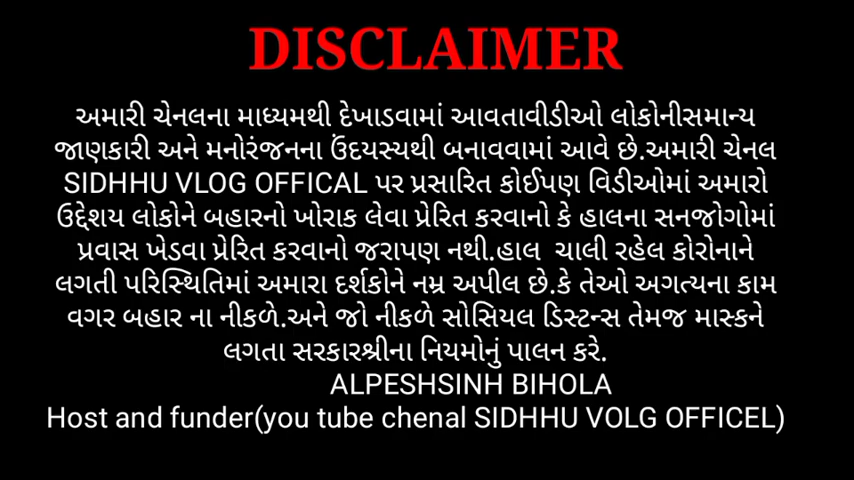 DISCLAIMER
અમારી ચેનલના માધ્યમથી દેખાડવામાં આવતાવીડીઓ લોકોનીસમાન્ય
જાણકારી અને મનોરંજનના ઉંદયસ્યથી બનાવવામાં આવે છે.અમારી ચેનલ
SIDHHU VLOG OFFICAL પર પ્રસારિત કોઈપણ વિડીઓમાં અમારો
ઉદ્દેશય લોકોને બહારનો ખોરાક લેવા પ્રેરિત કરવાનો કે હાલના સનજોગોમાં
પ્રવાસ ખેડવા પ્રેરિત કરવાનો જરાપણ નથી.હાલ ચાલી રહેલ કોરોનાને
લગતી પરિસ્થિતિમાં અમારા દર્શકોને નમ્ર અપીલ છે.કે તેઓ અગત્યના કામ
વગર બહાર ના નીકળે.અને જો નીકળે સોસિયલ ડિસ્ટન્સ તેમજ માસ્કને
લગતા સરકારશ્રીના નિયમોનું પાલન કરે.
ALPESHSINH BIHOLA
Host and funder(you tube chenal SIDHHU VOLG OFFICEL)